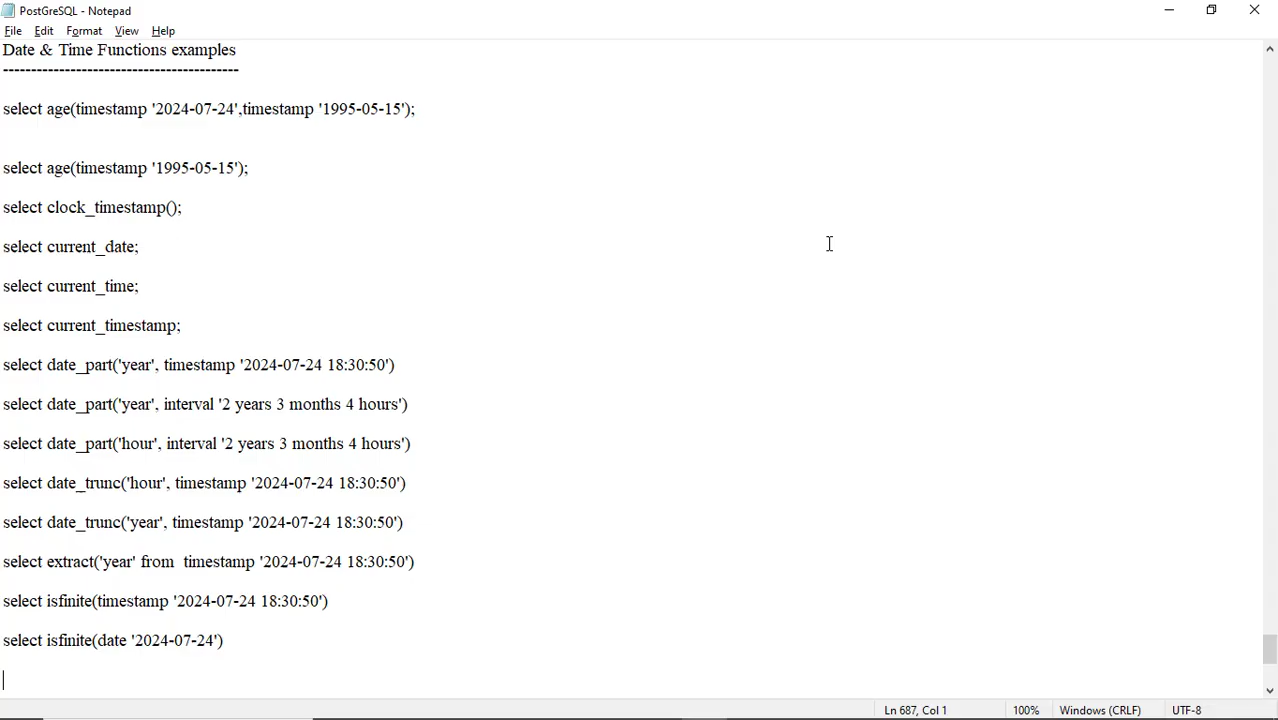 PostGreSQL - Notepad
File Edit Format View Help
Date & Time Functions examples
------------------------------------------
select age(timestamp '2024-07-24',timestamp '1995-05-15');
select age(timestamp '1995-05-15');
select clock_timestamp();
select current_date;
select current_time;
select current_timestamp;
select date_part('year', timestamp '2024-07-24 18:30:50')
select date_part('year', interval '2 years 3 months 4 hours')
select date_part('hour', interval '2 years 3 months 4 hours')
select date_trunc('hour', timestamp '2024-07-24 18:30:50')
select date_trunc('year', timestamp '2024-07-24 18:30:50')
select extract('year' from  timestamp '2024-07-24 18:30:50')
select isfinite(timestamp '2024-07-24 18:30:50')
select isfinite(date '2024-07-24')
Ln 687, Col 1 100% Windows (CRLF) UTF-8